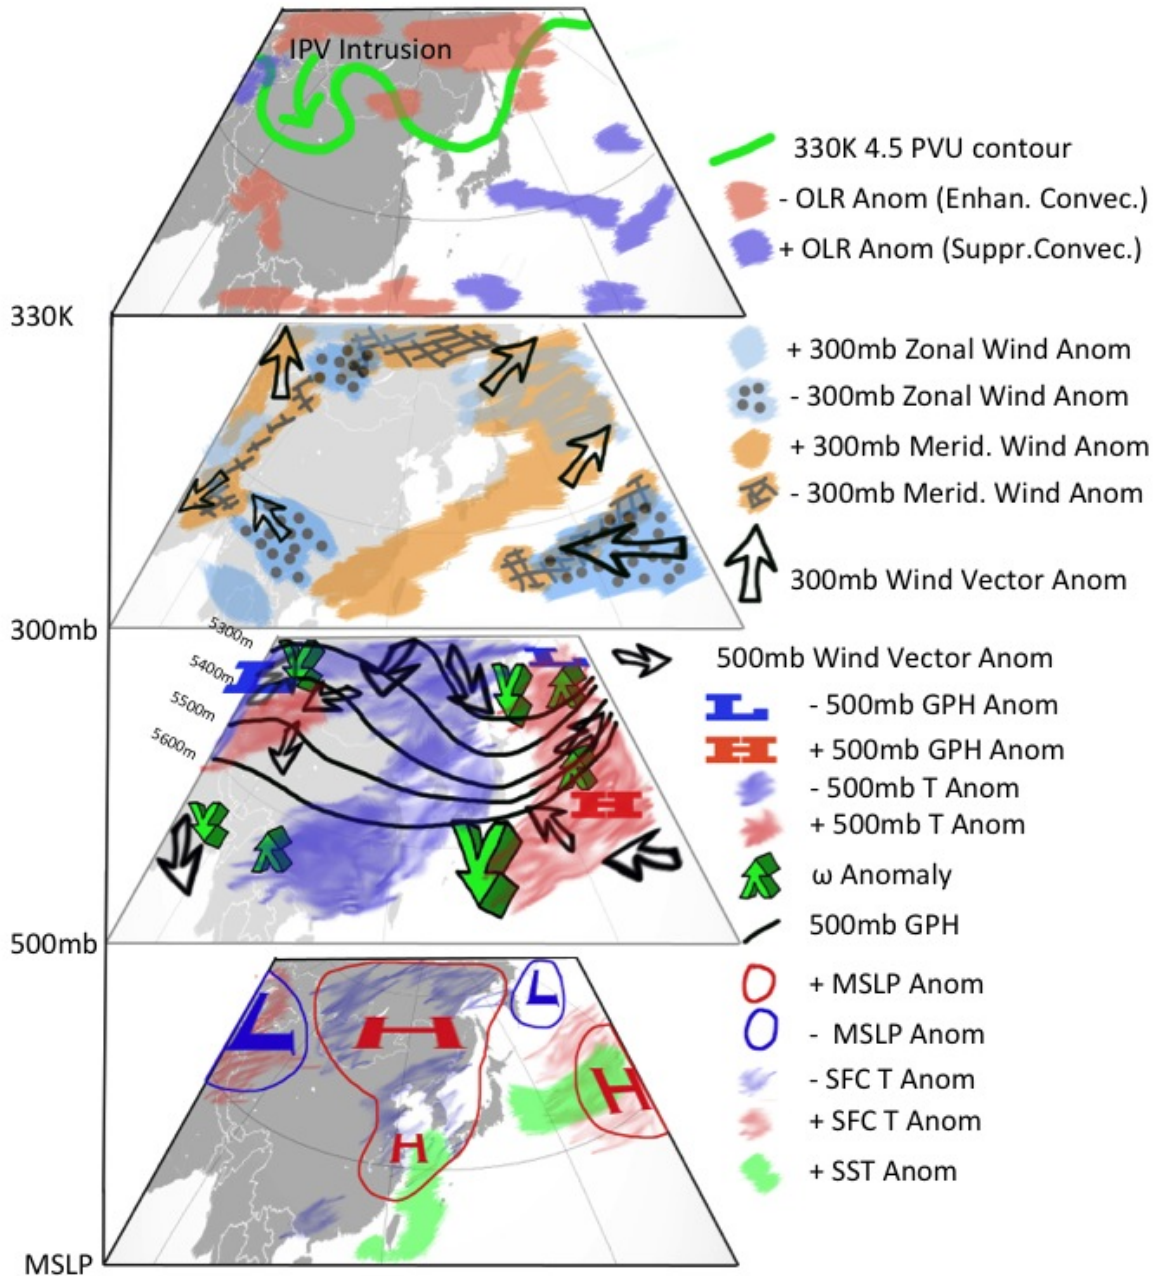 IPV Intrusion
330K 4.5 PVU contour
- OLR Anom (Enhan. Convec.)
+ OLR Anom (Suppr.Convec.)
330K
+ 300mb Zonal Wind Anom
- 300mb Zonal Wind Anom
+ 300mb Merid. Wind Anom
- 300mb Merid. Wind Anom
300mb Wind Vector Anom
300mb
5300m
5400m
5500m
5600m
L
L
H
500mb Wind Vector Anom
L - 500mb GPH Anom
H + 500mb GPH Anom
- 500mb T Anom
+ 500mb T Anom
ω Anomaly
500mb GPH
500mb
L
H
L
H
H
+ MSLP Anom
- MSLP Anom
- SFC T Anom
+ SFC T Anom
+ SST Anom
MSLP